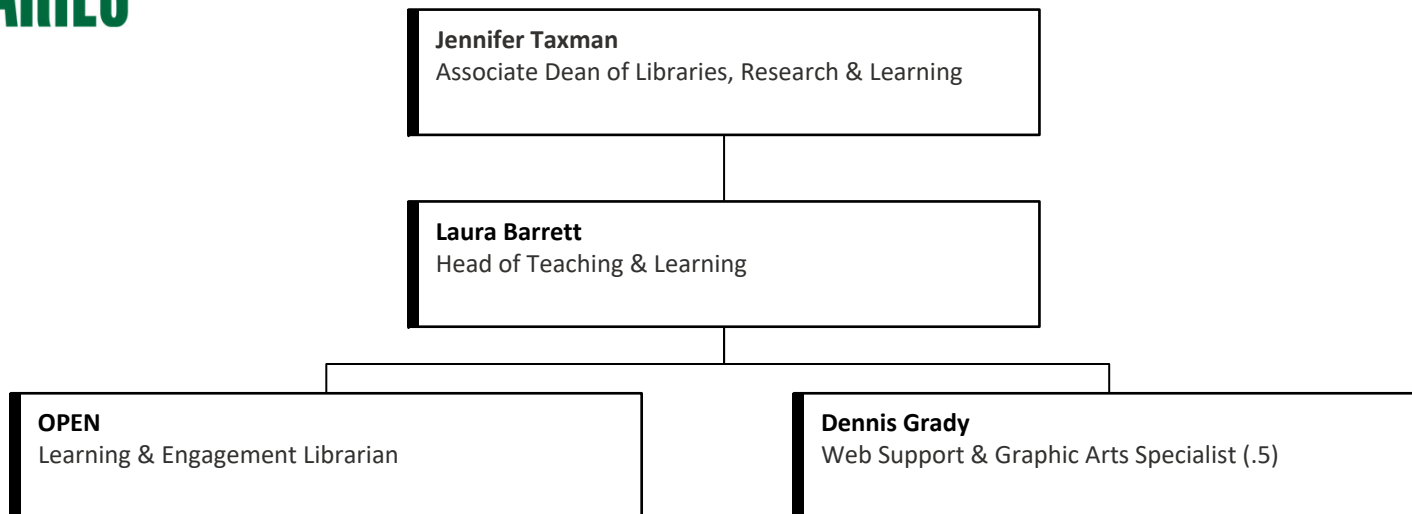 Jennifer Taxman
Associate Dean of Libraries, Research & Learning
Laura Barrett
Head of Teaching & Learning
OPEN
Learning & Engagement Librarian
Dennis Grady
Web Support & Graphic Arts Specialist (.5)